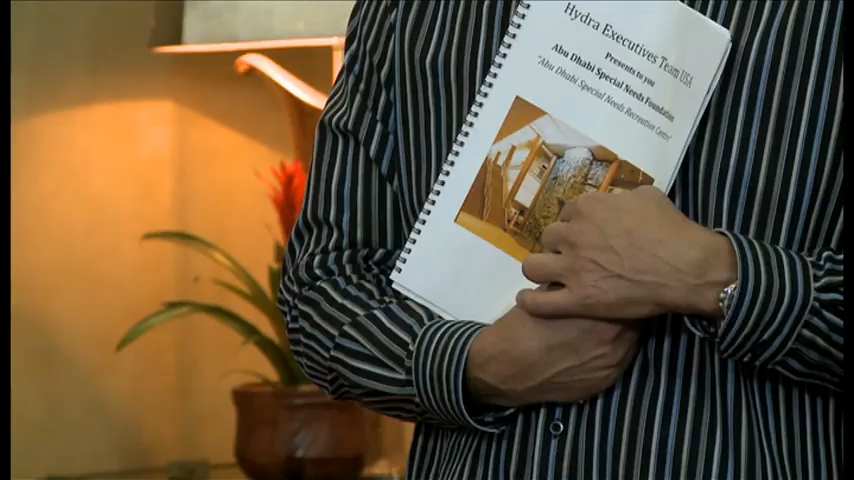 Hydra Executives Team USA
Presents to you
Abu Dhabi Special Needs Foundation
"Abu Dhabi Special Needs Recreation Centre"